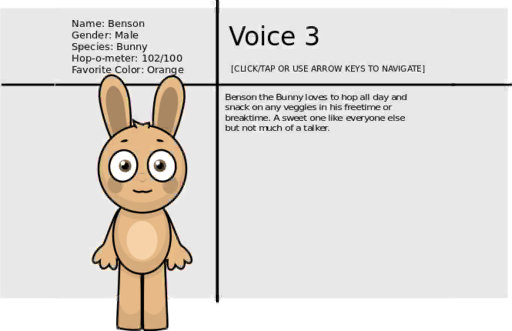 Name: Benson
Gender: Male
Species: Bunny
Hop-o-meter: 102/100
Favorite Color: Orange
Voice 3
[CLICK/TAP OR USE ARROW KEYS TO NAVIGATE]
Benson the Bunny loves to hop all day and
snack on any veggies in his freetime or
breaktime. A sweet one like everyone else
but not much of a talker.